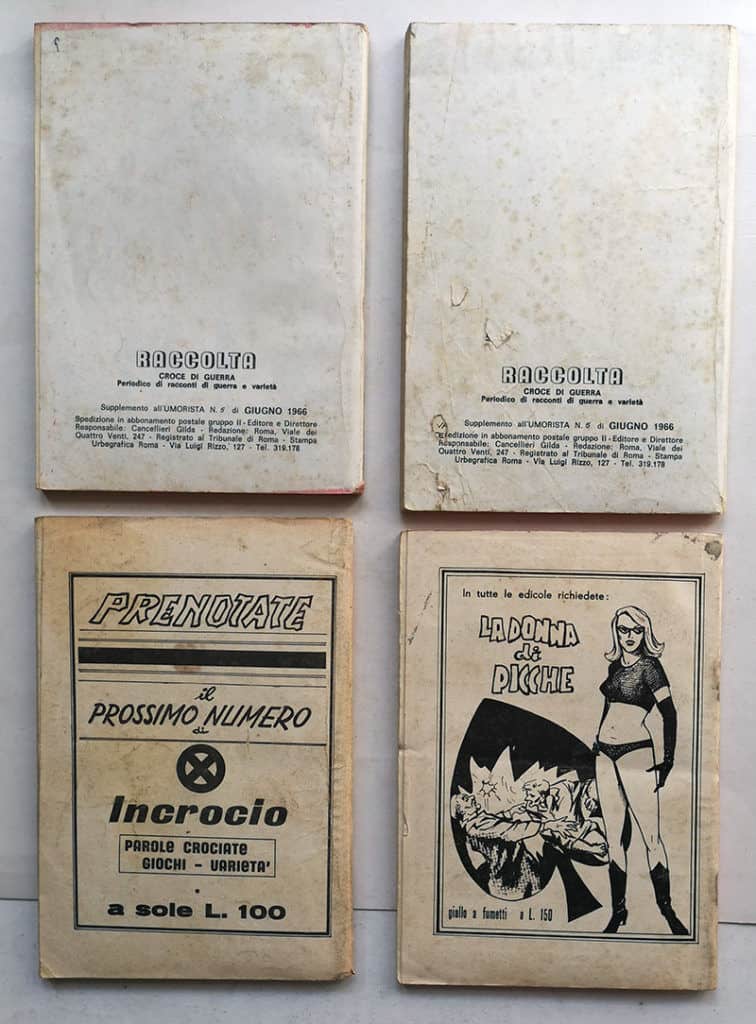 RACCOLTA
CROCE DI GUERRA
Periodico di racconti di guerra e varietà
Supplemento all'UMORISTA N. 5 di GIUGNO 1966
Spedizione in abbonamento postale gruppo II - Editore e Direttore
Responsabile: Cancellieri Gilda - Redazione: Roma, Viale dei
Quattro Venti, 247 - Registrato al Tribunale di Roma - Stampa
Urbegrafica Roma - Via Luigi Rizzo, 127 - Tel. 319.178
RACCOLTA
CROCE DI GUERRA
Periodico di racconti di guerra e varietà
Supplemento all'UMORISTA N. 5 di GIUGNO 1966
Spedizione in abbonamento postale gruppo II - Editore e Direttore
Responsabile: Cancellieri Gilda - Redazione: Roma, Viale dei
Quattro Venti, 247 - Registrato al Tribunale di Roma - Stampa
Urbegrafica Roma - Via Luigi Rizzo, 127 - Tel. 319.178
PRENOTATE
il
PROSSIMO NUMERO
di
Incrocio
PAROLE CROCIATE
GIOCHI - VARIETA'
a sole L. 100
In tutte le edicole richiedete:
LA DONNA
di
PICCHE
giallo a fumetti a L. 150